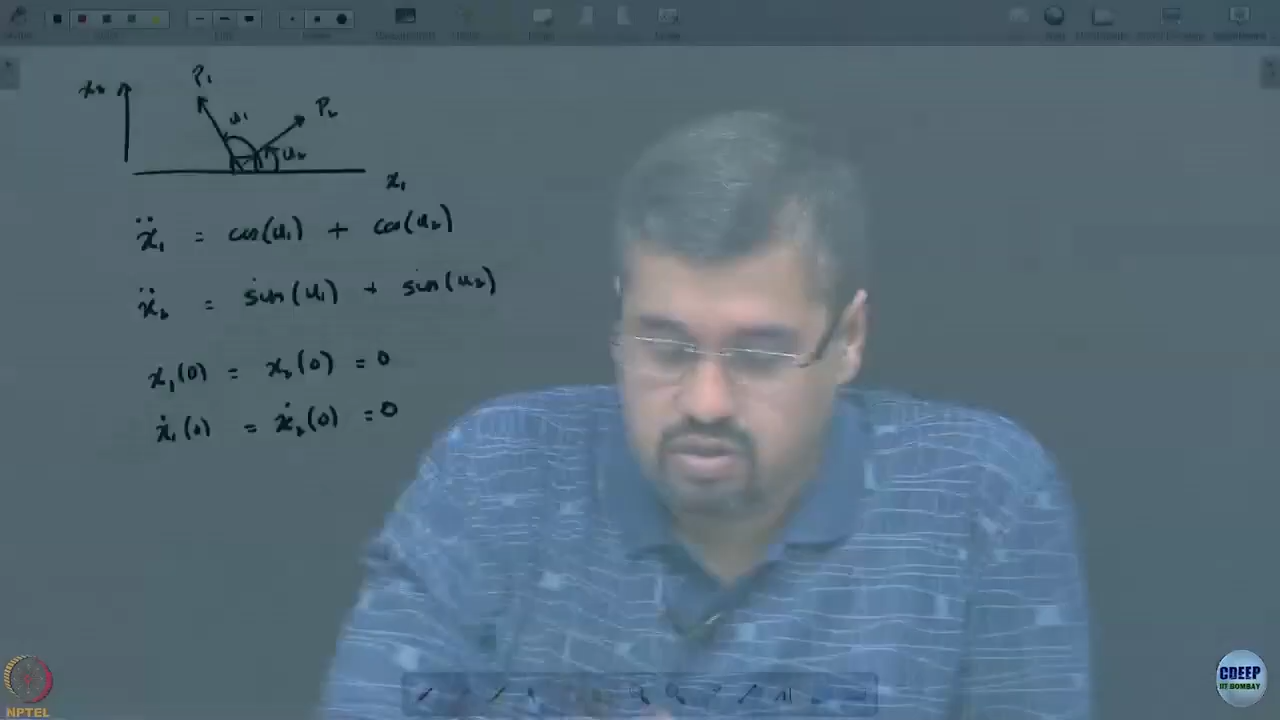 P₁
x₂
u₁
P₂
u₂
x₁
ẍ₁ = cos(u₁) + cos(u₂)
ẍ₂ = sin(u₁) + sin(u₂)
x₁(0) = x₂(0) = 0
ẋ₁(0) = ẋ₂(0) = 0
NPTEL
CDEEP
IIT BOMBAY